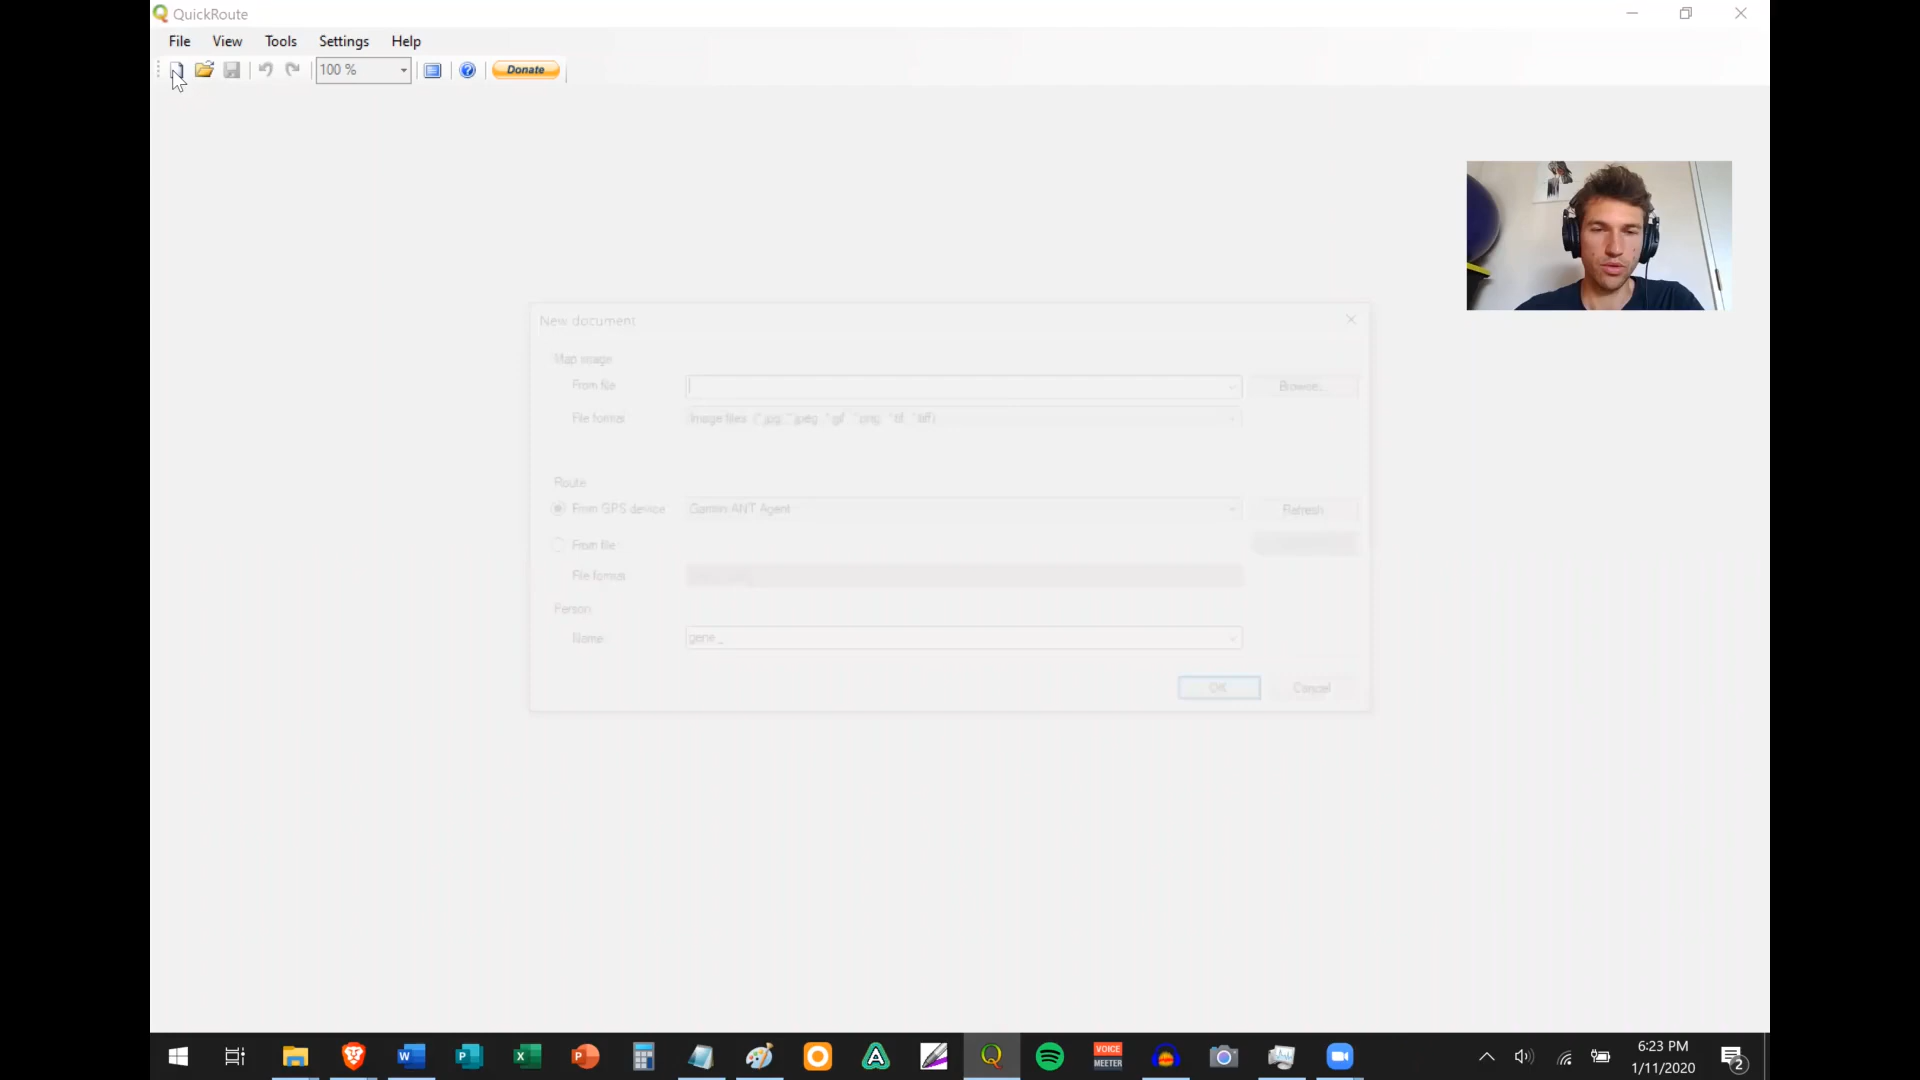 QuickRoute
File View Tools Settings Help
100 % Donate
New document
Map image
From file Browse...
File format Image files (*.jpg, *.jpeg, *.gif, *.png, *.tif, *.tiff)
Route
From GPS device Garmin ANT Agent Refresh
From file
File format
Person
Name: gene_
OK Cancel
VOICE
MEETER
6:23 PM
1/11/2020
2